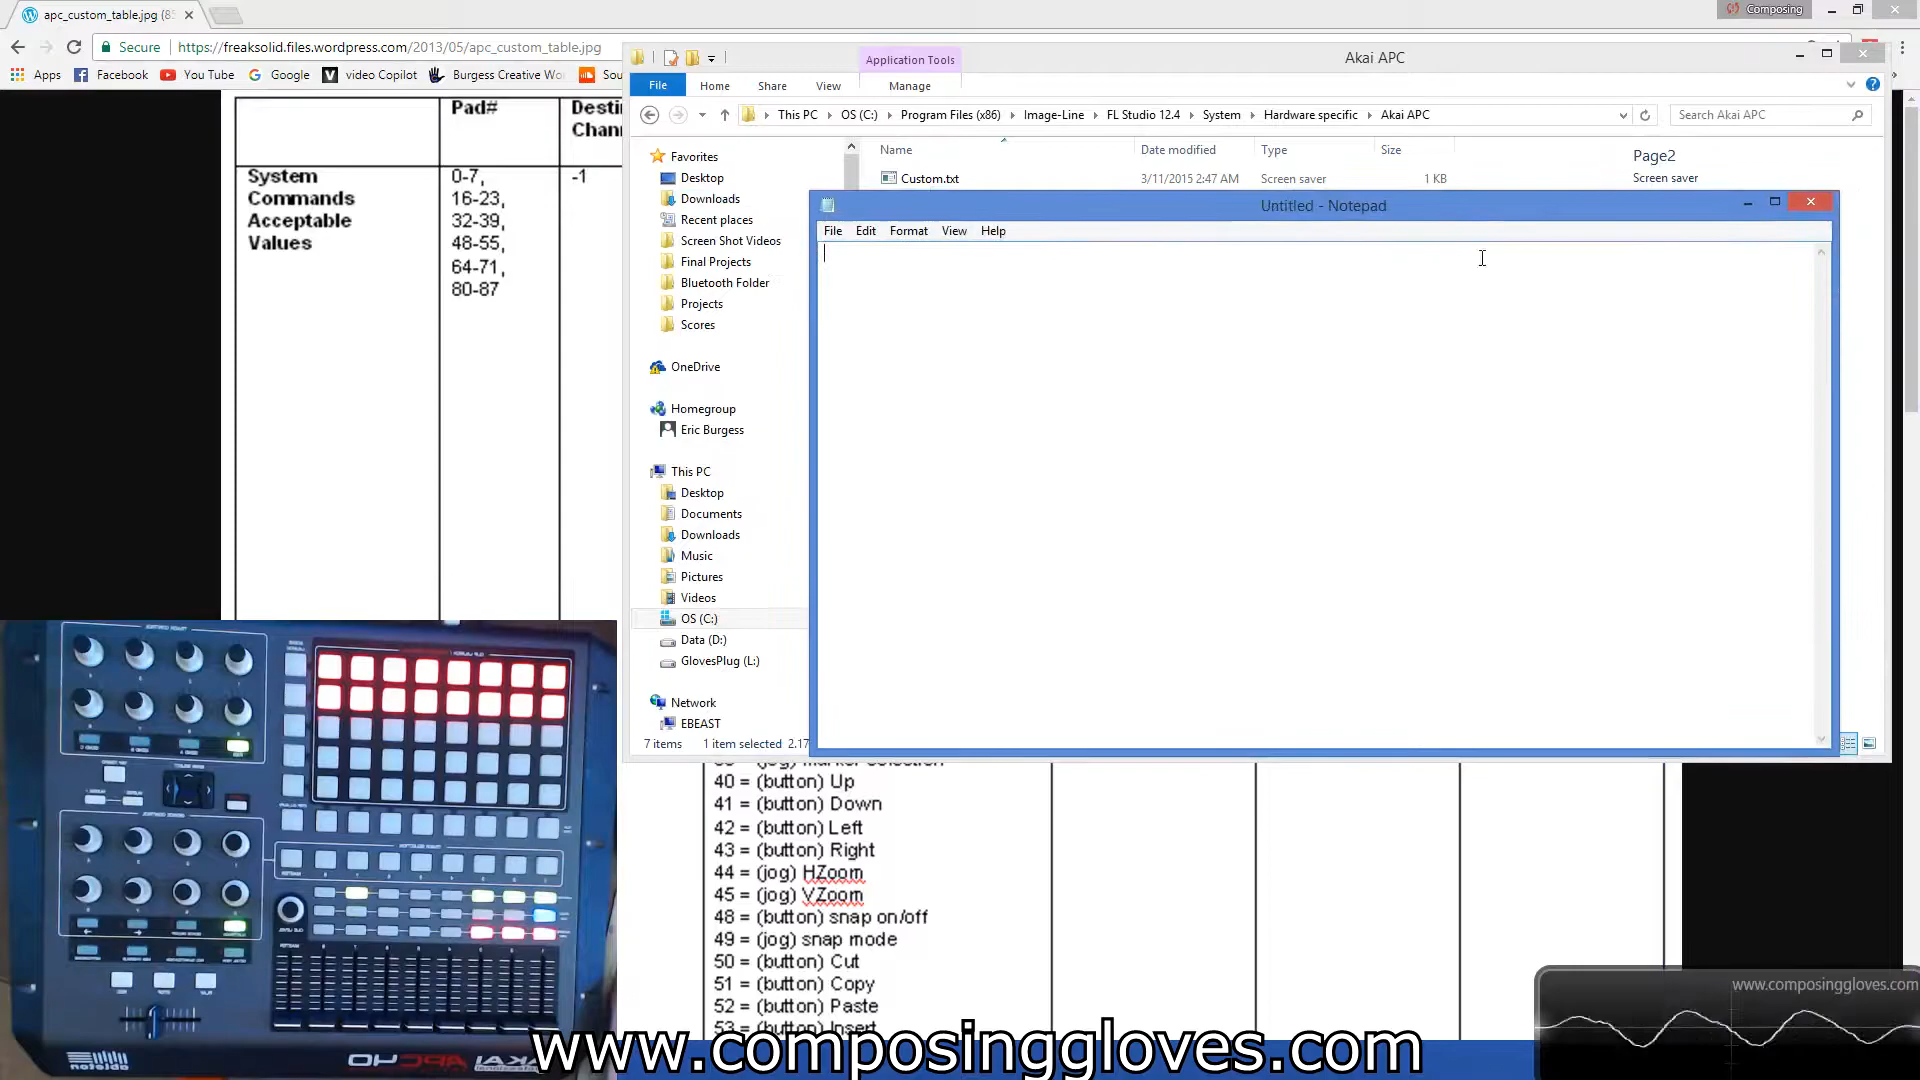 apc_custom_table.jpg (85
Composing
Secure
https://freaksolid.files.wordpress.com/2013/05/apc_custom_table.jpg
Apps Facebook You Tube Google video Copilot Burgess Creative Wo Sou
Application Tools
Akai APC
File Home Share View Manage
This PC OS (C:) Program Files (x86) Image-Line FL Studio 12.4 System Hardware specific Akai APC
Search Akai APC
Name Date modified Type Size
Custom.txt 3/11/2015 2:47 AM Screen saver 1 KB
Page2
Screen saver
Favorites
Desktop
Downloads
Recent places
Screen Shot Videos
Final Projects
Bluetooth Folder
Projects
Scores
OneDrive
Homegroup
Eric Burgess
This PC
Desktop
Documents
Downloads
Music
Pictures
Videos
OS (C:)
Data (D:)
GlovesPlug (L:)
Network
EBEAST
7 items 1 item selected 2.17
Untitled - Notepad
File Edit Format View Help
Pad#
Desti
Chan
System
Commands
Acceptable
Values
0-7,
16-23,
32-39,
48-55,
64-71,
80-87
-1
40 = (button) Up
41 = (button) Down
42 = (button) Left
43 = (button) Right
44 = (jog) HZoom
45 = (jog) VZoom
48 = (button) snap on/off
49 = (jog) snap mode
50 = (button) Cut
51 = (button) Copy
52 = (button) Paste
53 = (button) Insert
AKAI APC40
www.composinggloves.com
www.composinggloves.com